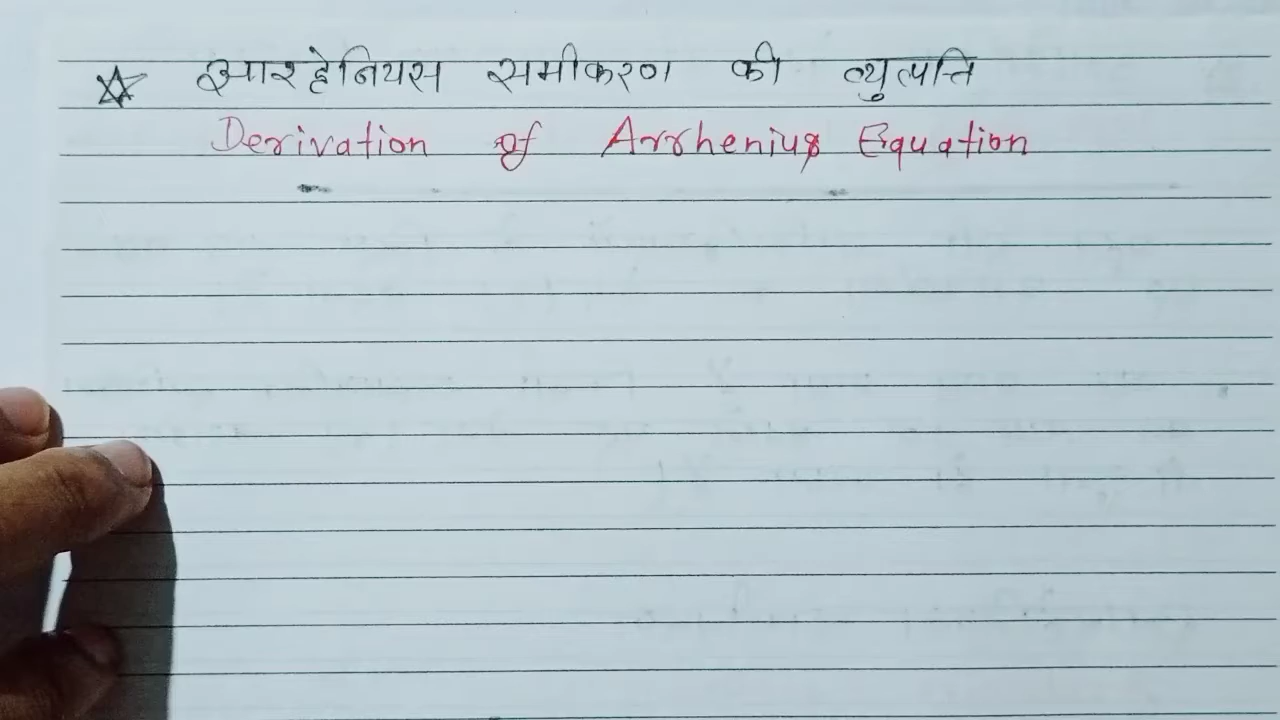 आरहेनियस समीकरण की व्युत्पत्ति
Derivation of Arrhenius Equation